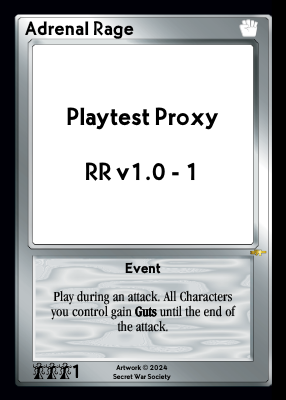 Adrenal Rage
Playtest Proxy
RR v1.0 - 1
Event
Play during an attack. All Characters
you control gain Guts until the end of
the attack.
1
Artwork © 2024
Secret War Society